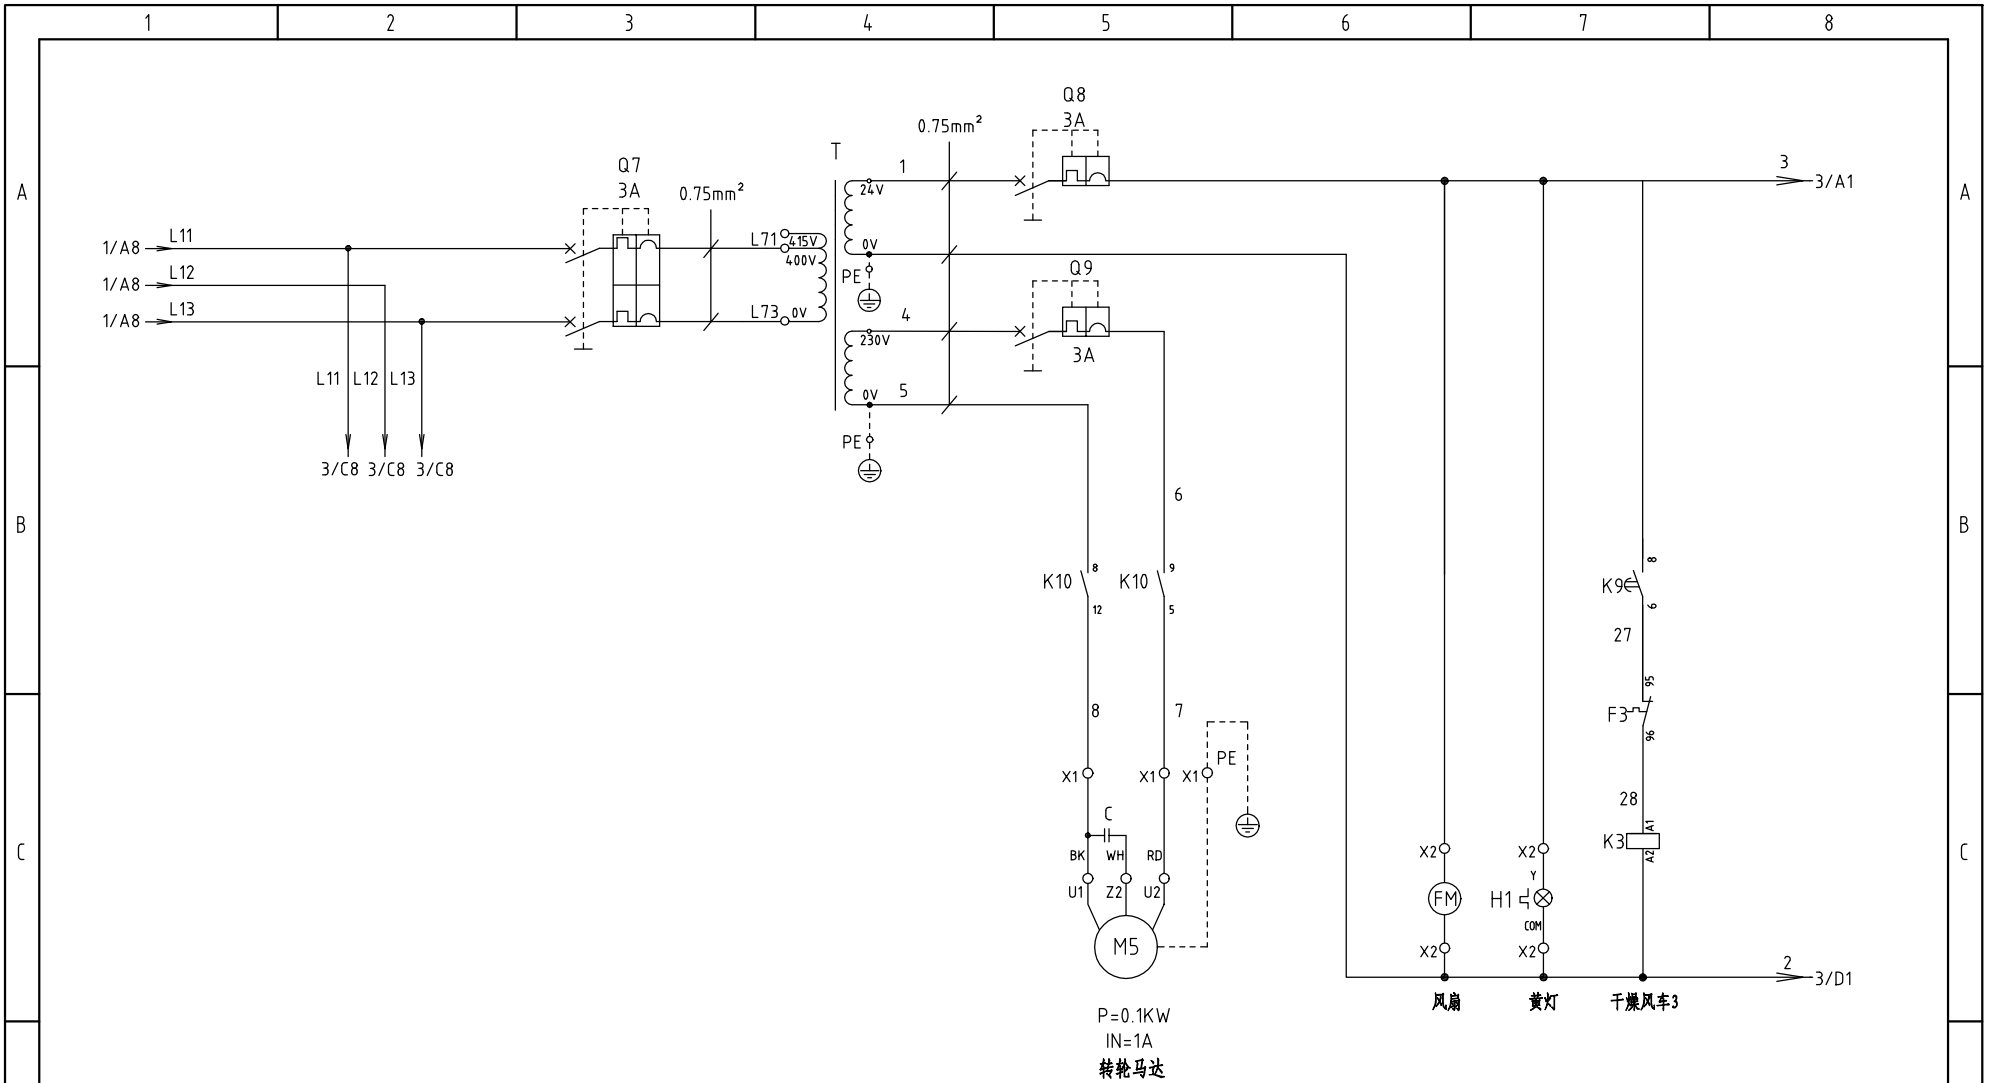 1 2 3 4 5 6 7 8
A A
B B
C C
Q7
3A
0.75mm²
1/A8 L11
1/A8 L12
1/A8 L13
L11 L12 L13
3/C8 3/C8 3/C8
L71
415V
400V
L73 0V
T
24V
0V
PE
230V
0V
PE
1
4
5
0.75mm²
Q8
3A
Q9
3A
3
3/A1
6
K10 8 12
K10 9 5
8
7
X1 X1 X1
PE
C
BK WH RD
U1 Z2 U2
M5
P=0.1KW
IN=1A
转轮马达
X2
FM
X2
风扇
X2
Y
H1
COM
X2
黄灯
8
K9
6
27
95
F3
96
28
A1
K3
A2
干燥风车3
2
3/D1